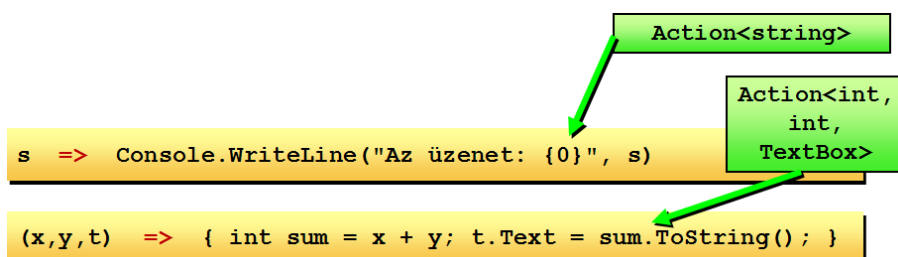 Action<string>
Action<int,
int,
TextBox>
s => Console.WriteLine("Az üzenet: {0}", s)
(x,y,t) => { int sum = x + y; t.Text = sum.ToString(); }